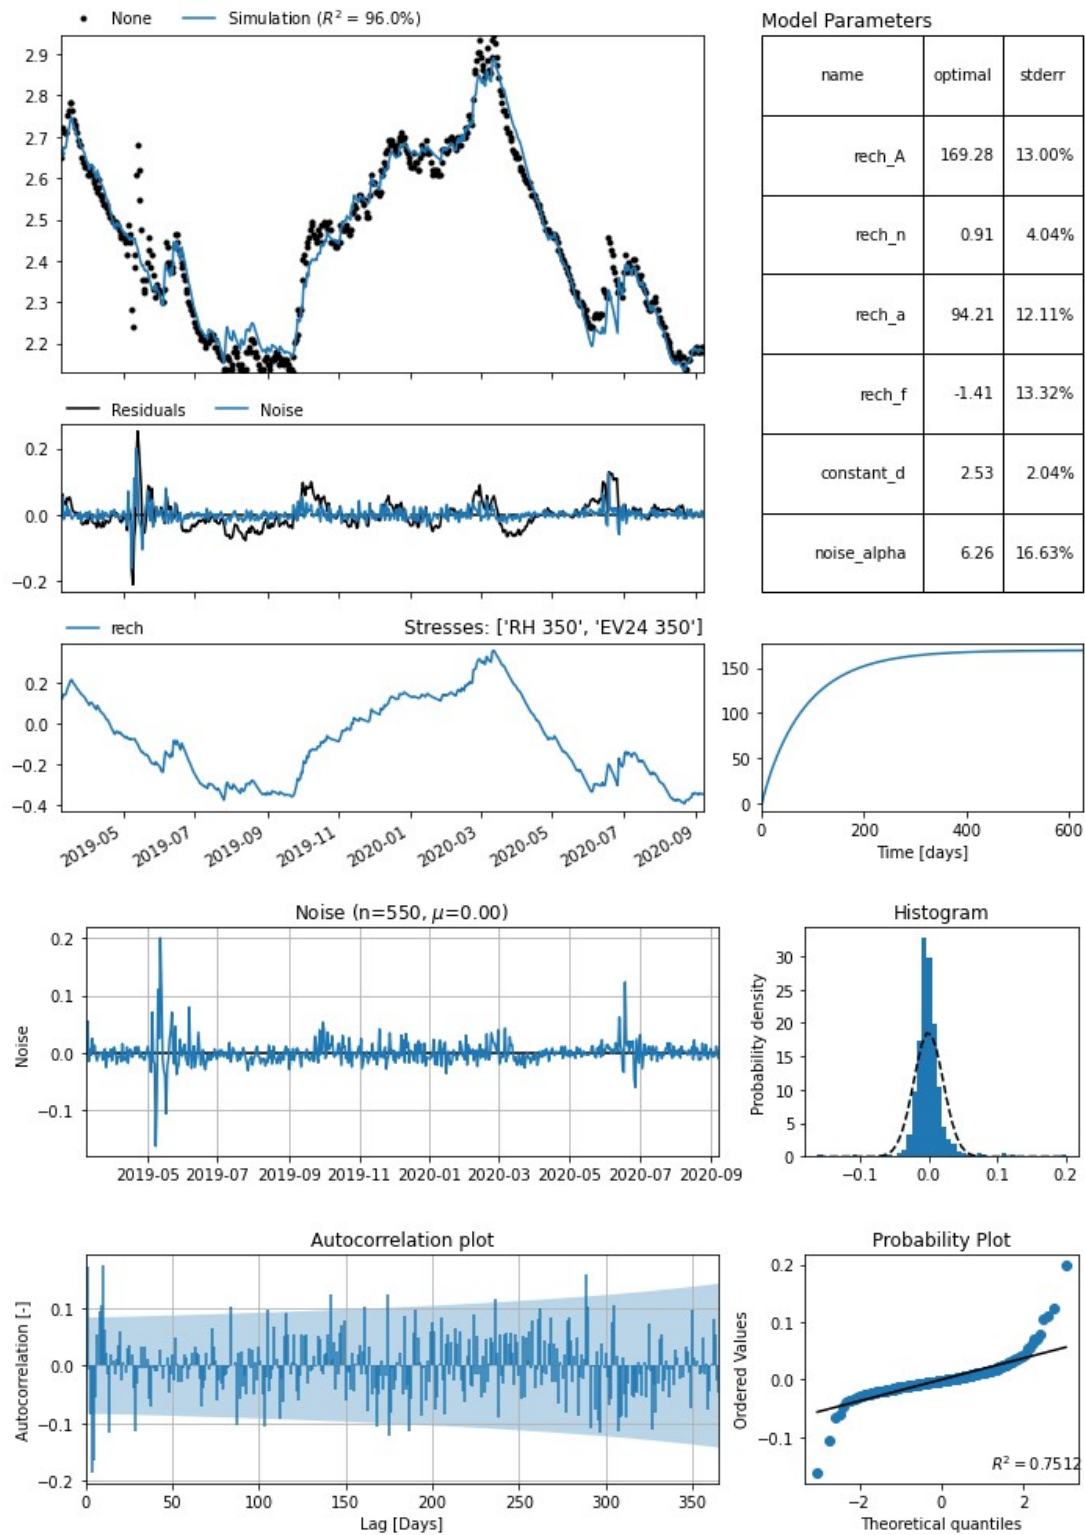 None Simulation (R² = 96.0%)
2.9
2.8
2.7
2.6
2.5
2.4
2.3
2.2
Model Parameters
name optimal stderr
rech_A 169.28 13.00%
rech_n 0.91 4.04%
rech_a 94.21 12.11%
rech_f -1.41 13.32%
constant_d 2.53 2.04%
noise_alpha 6.26 16.63%
Residuals Noise
0.2
0.0
−0.2
rech Stresses: ['RH 350', 'EV24 350']
0.2
0.0
−0.2
−0.4
2019-05 2019-07 2019-09 2019-11 2020-01 2020-03 2020-05 2020-07 2020-09
150
100
50
0
0 200 400 600
Time [days]
Noise (n=550, μ=0.00)
0.2
0.1
0.0
−0.1
Noise
2019-05 2019-07 2019-09 2019-11 2020-01 2020-03 2020-05 2020-07 2020-09
Histogram
30
25
20
15
10
5
0
Probability density
−0.1 0.0 0.1 0.2
Autocorrelation plot
0.1
0.0
−0.1
−0.2
Autocorrelation [-]
0 50 100 150 200 250 300 350
Lag [Days]
Probability Plot
0.2
0.1
0.0
−0.1
Ordered Values
R² = 0.7512
−2 0 2
Theoretical quantiles